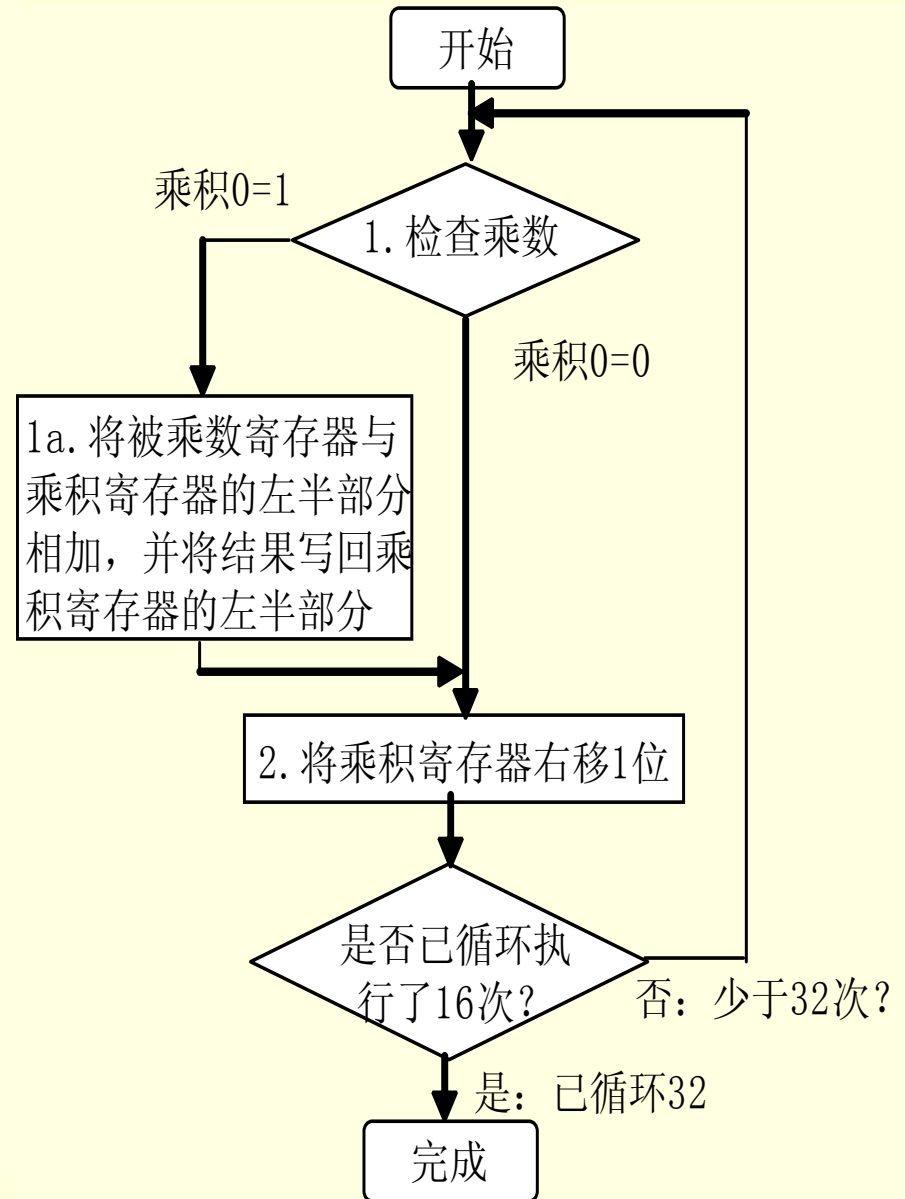 开始
乘积0=1
1.检查乘数
乘积0=0
1a.将被乘数寄存器与
乘积寄存器的左半部分
相加，并将结果写回乘
积寄存器的左半部分
2.将乘积寄存器右移1位
是否已循环执
行了16次？
否：少于32次？
是：已循环32
完成